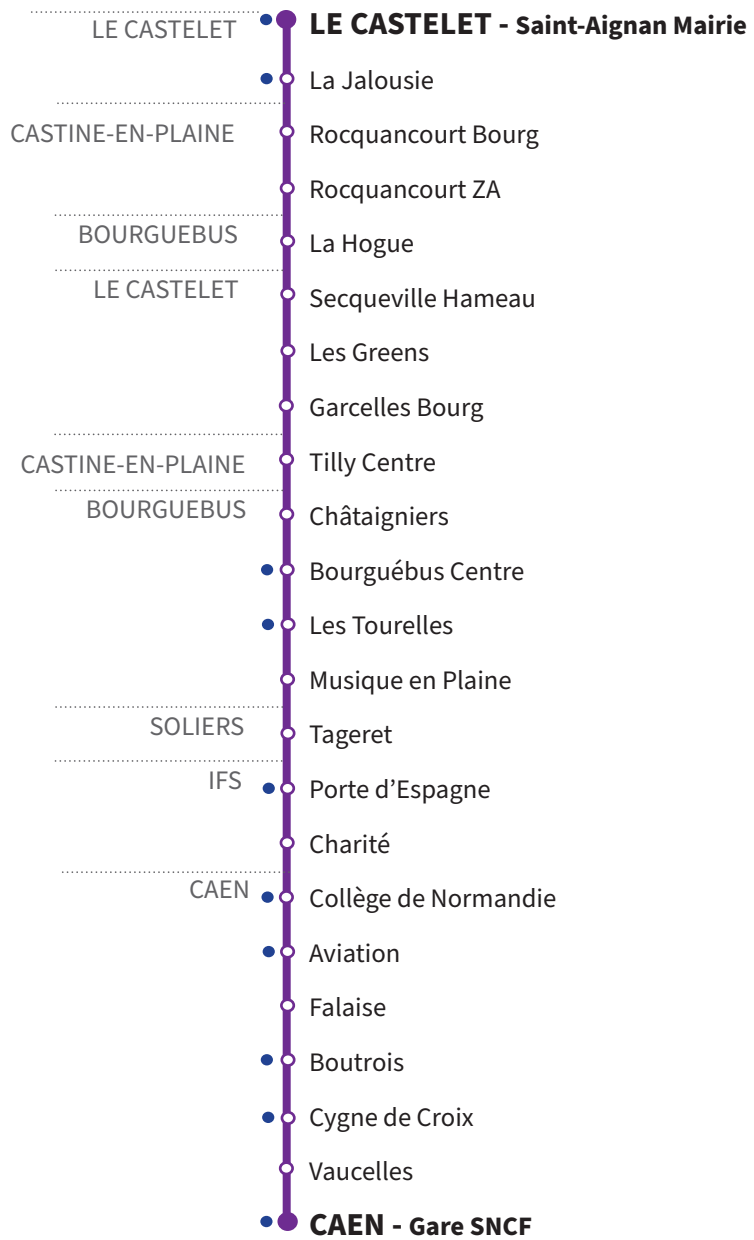 LE CASTELET
LE CASTELET - Saint-Aignan Mairie
La Jalousie
CASTINE-EN-PLAINE
Rocquancourt Bourg
Rocquancourt ZA
BOURGUEBUS
La Hogue
LE CASTELET
Secqueville Hameau
Les Greens
Garcelles Bourg
CASTINE-EN-PLAINE
Tilly Centre
BOURGUEBUS
Châtaigniers
Bourguébus Centre
Les Tourelles
Musique en Plaine
SOLIERS
Tageret
IFS
Porte d’Espagne
Charité
CAEN
Collège de Normandie
Aviation
Falaise
Boutrois
Cygne de Croix
Vaucelles
CAEN - Gare SNCF